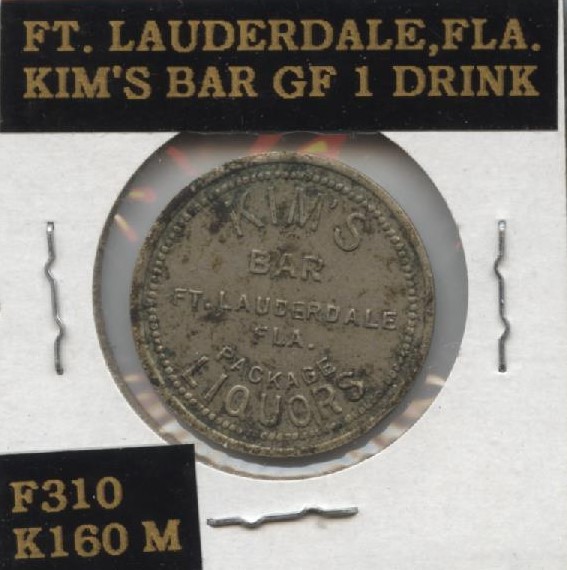 FT. LAUDERDALE,FLA.
KIM'S BAR GF 1 DRINK
KIM'S
BAR
FT. LAUDERDALE
FLA.
PACKAGE
LIQUORS
F310
K160 M